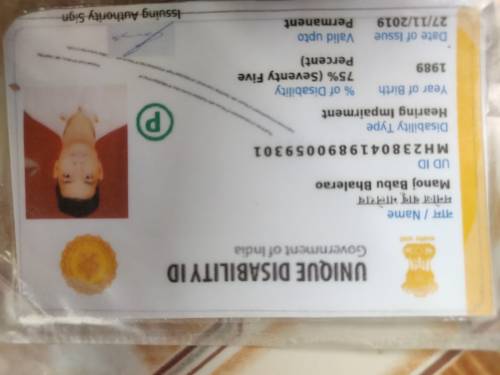 UNIQUE DISABILITY ID
Government of India
नाम / Name
मनोज बाबू भालेराव
Manoj Babu Bhalerao
UD ID
MH2380419890059301
Disability Type
Hearing Impairment
Year of Birth
1989
% of Disability
75% (Seventy Five
Percent)
Date of Issue
27/11/2019
Valid upto
Permanent
Issuing Authority Sign
P